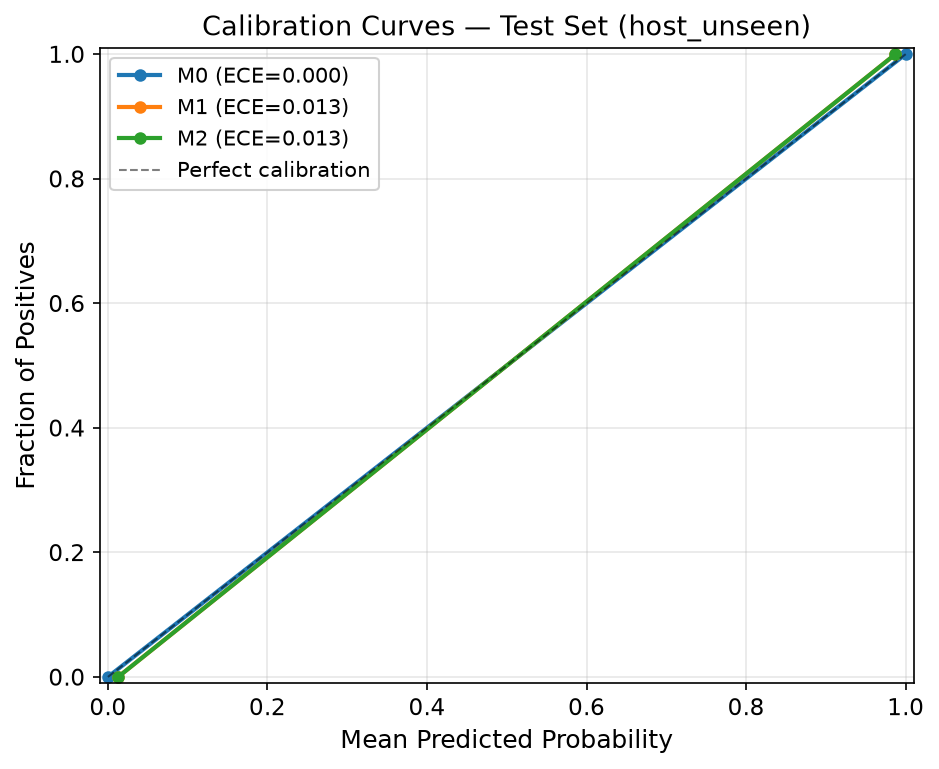 Calibration Curves — Test Set (host_unseen)
M0 (ECE=0.000)
M1 (ECE=0.013)
M2 (ECE=0.013)
Perfect calibration
Fraction of Positives
1.0
0.8
0.6
0.4
0.2
0.0
0.0 0.2 0.4 0.6 0.8 1.0
Mean Predicted Probability